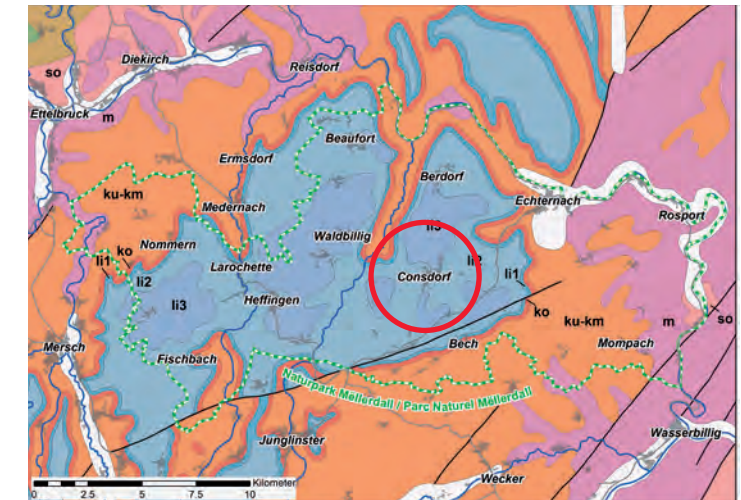 so
Diekirch
Reisdorf
Ettelbruck
m
Beaufort
Ermsdorf
Berdorf
ku-km
Medernach
Echternach
Rosport
li3
Nommern
Waldbillig
ko
li1
li2
Larochette
Consdorf
li2
li1
li3
Heffingen
ko
ku-km
m
so
Mersch
Fischbach
Bech
Mompach
Naturpark Mëllerdall / Parc Naturel Mëllerdall
Junglinster
Wasserbillig
Wecker
Kilometer
0 2.5 5 7.5 10